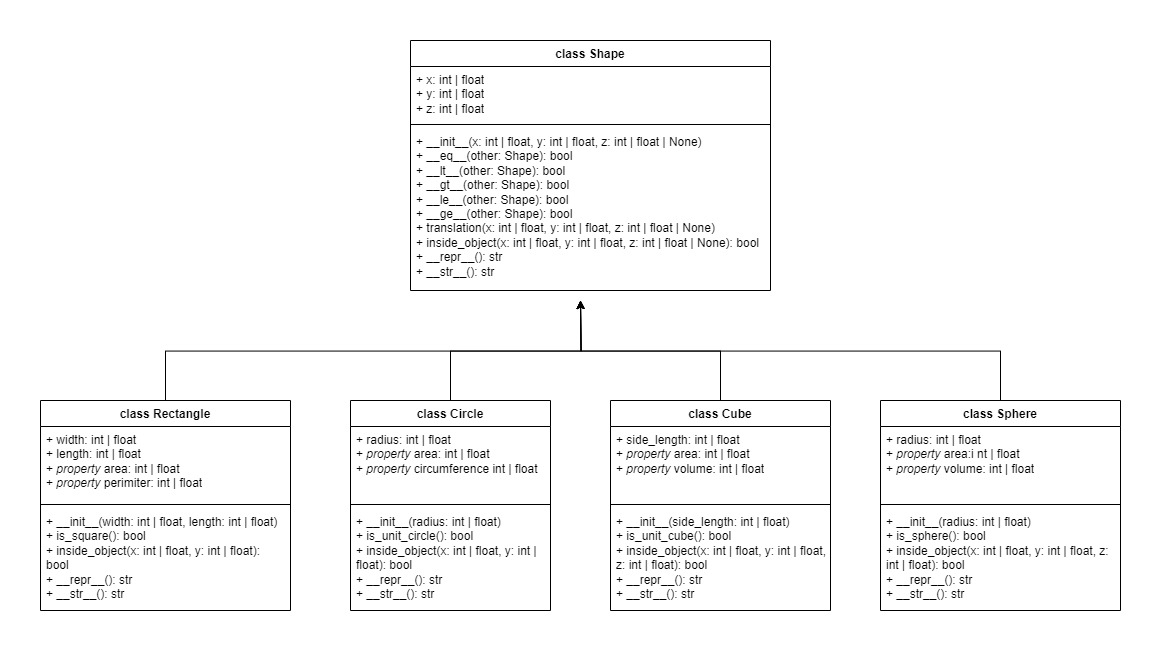 class Shape
+ x: int | float
+ y: int | float
+ z: int | float
+ __init__(x: int | float, y: int | float, z: int | float | None)
+ __eq__(other: Shape): bool
+ __lt__(other: Shape): bool
+ __gt__(other: Shape): bool
+ __le__(other: Shape): bool
+ __ge__(other: Shape): bool
+ translation(x: int | float, y: int | float, z: int | float | None)
+ inside_object(x: int | float, y: int | float, z: int | float | None): bool
+ __repr__(): str
+ __str__(): str
class Rectangle
+ width: int | float
+ length: int | float
+ property area: int | float
+ property perimiter: int | float
+ __init__(width: int | float, length: int | float)
+ is_square(): bool
+ inside_object(x: int | float, y: int | float):
bool
+ __repr__(): str
+ __str__(): str
class Circle
+ radius: int | float
+ property area: int | float
+ property circumference int | float
+ __init__(radius: int | float)
+ is_unit_circle(): bool
+ inside_object(x: int | float, y: int |
float): bool
+ __repr__(): str
+ __str__(): str
class Cube
+ side_length: int | float
+ property area: int | float
+ property volume: int | float
+ __init__(side_length: int | float)
+ is_unit_cube(): bool
+ inside_object(x: int | float, y: int | float,
z: int | float): bool
+ __repr__(): str
+ __str__(): str
class Sphere
+ radius: int | float
+ property area:i nt | float
+ property volume: int | float
+ __init__(radius: int | float)
+ is_sphere(): bool
+ inside_object(x: int | float, y: int | float, z:
int | float): bool
+ __repr__(): str
+ __str__(): str